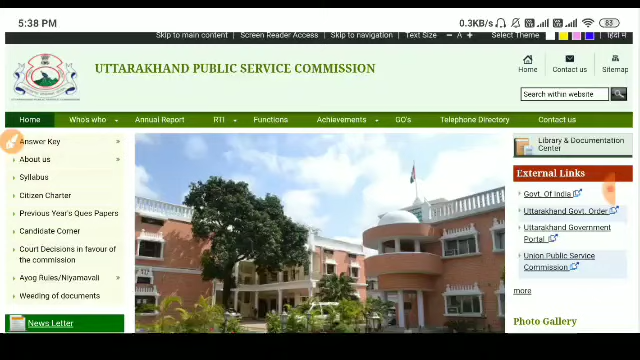 5:38 PM
0.3KB/s
83
Skip to main content
Screen Reader Access
Skip to navigation
Text Size
A
Select Theme
UTTARAKHAND PUBLIC SERVICE COMMISSION
Home
Contact us
Sitemap
Search within website
Home
Who's who
Annual Report
RTI
Functions
Achievements
GO's
Telephone Directory
Contact us
Answer Key
About us
Syllabus
Citizen Charter
Previous Year's Ques Papers
Candidate Corner
Court Decisions in favour of
the commission
Ayog Rules/Niyamavali
Weeding of documents
News Letter
Library & Documentation
Center
External Links
Govt. Of India
Uttarakhand Govt. Order
Uttarakhand Government
Portal
Union Public Service
Commission
more
Photo Gallery